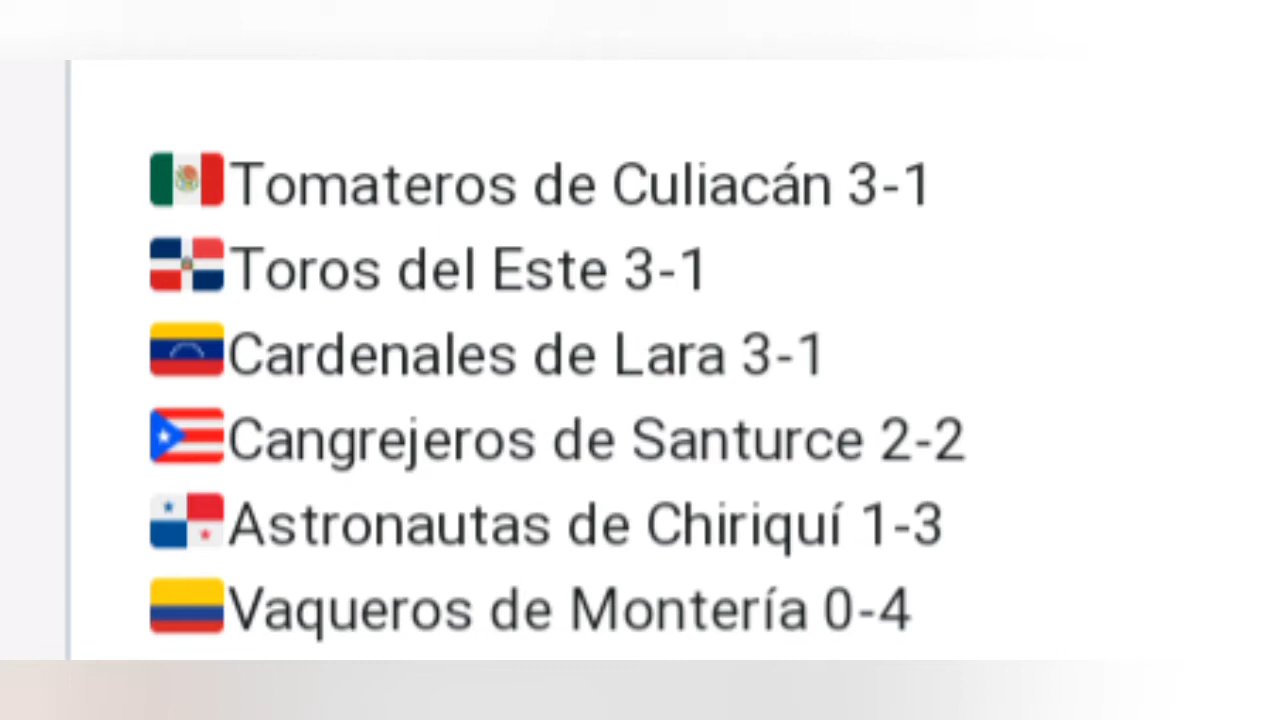 Tomateros de Culiacán 3-1
Toros del Este 3-1
Cardenales de Lara 3-1
Cangrejeros de Santurce 2-2
Astronautas de Chiriquí 1-3
Vaqueros de Montería 0-4